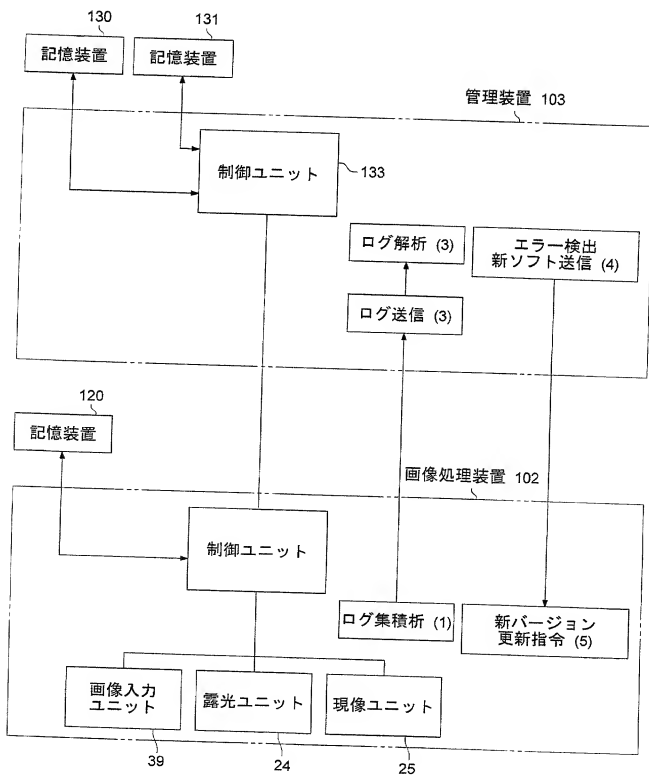 130
131
記憶装置
記憶装置
管理装置 103
制御ユニット
133
ログ解析 (3)
エラー検出
新ソフト送信 (4)
ログ送信 (3)
120
記憶装置
画像処理装置 102
制御ユニット
ログ集積析 (1)
新バージョン
更新指令 (5)
画像入力
ユニット
露光ユニット
現像ユニット
39
24
25